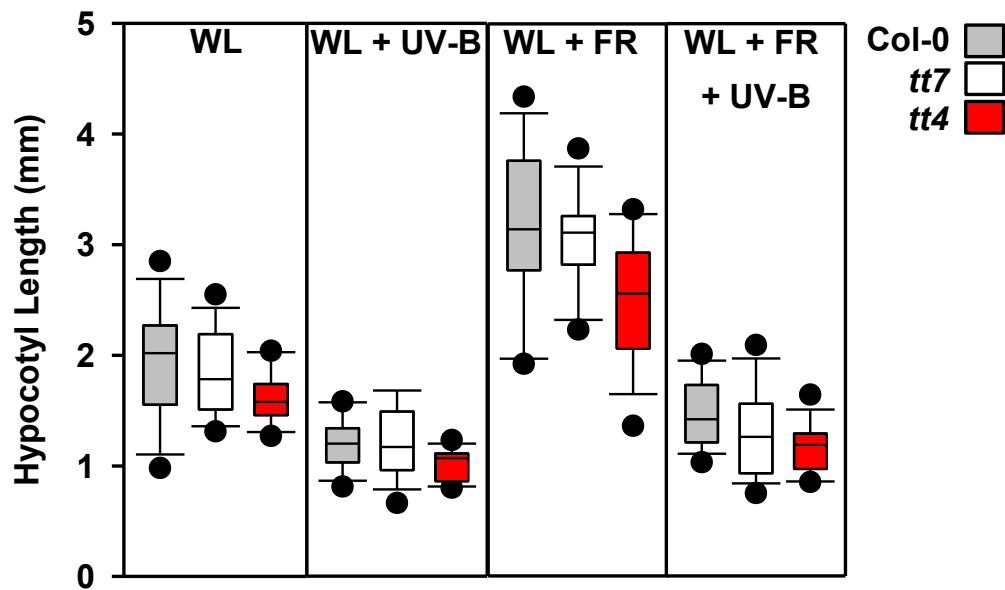 5
4
3
2
1
0
Hypocotyl Length (mm)
WL
WL + UV-B
WL + FR
WL + FR
+ UV-B
Col-0
tt7
tt4